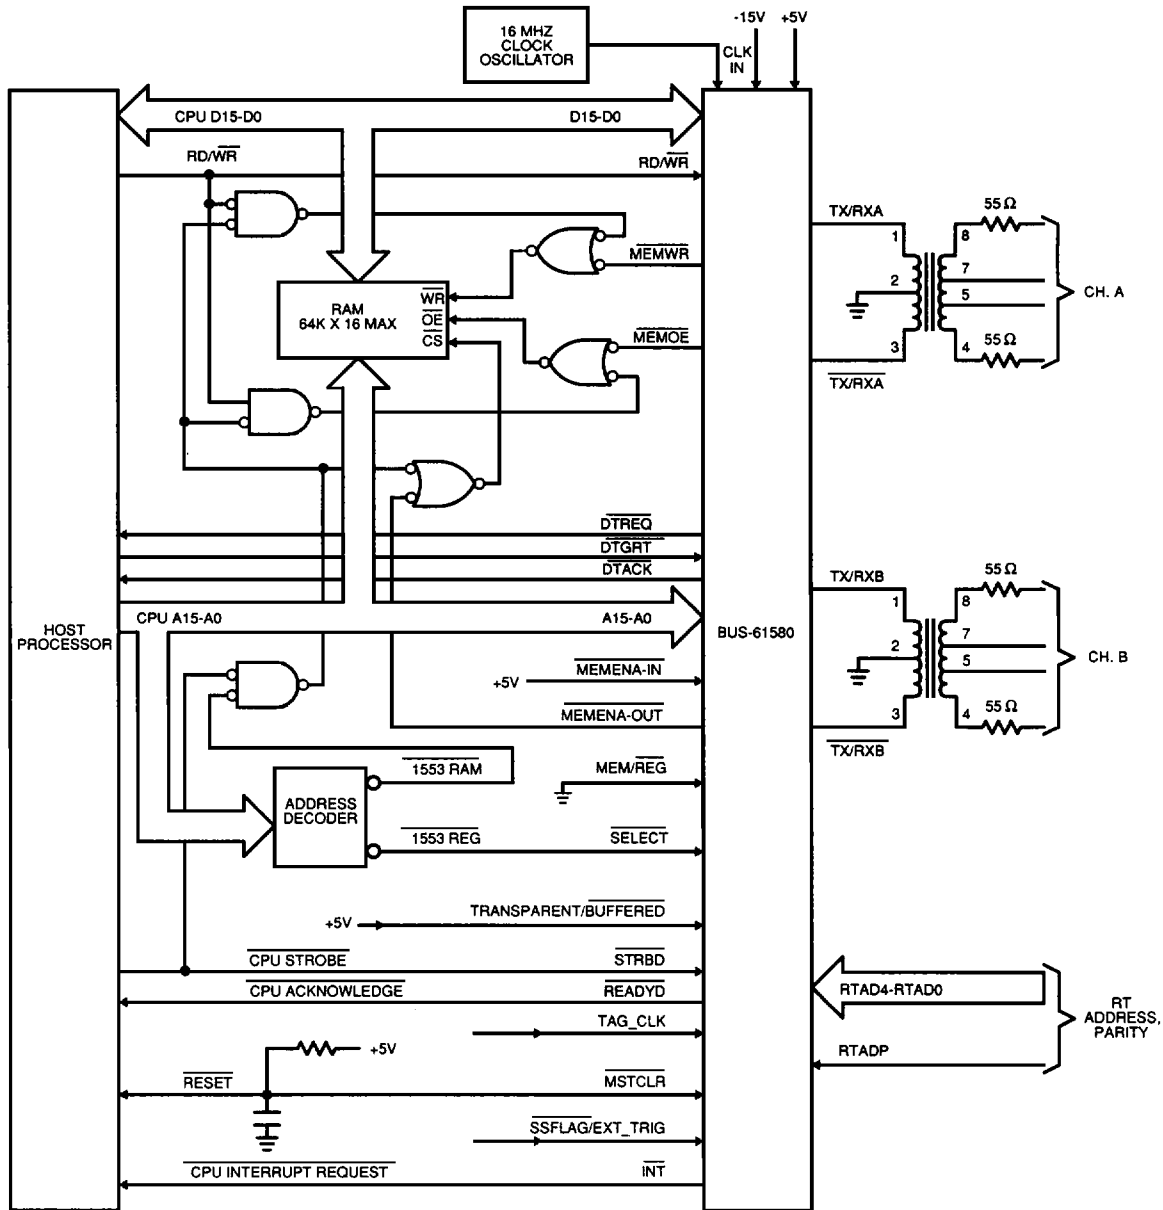 16 MHZ
CLOCK
OSCILLATOR
-15V +5V
CLK
IN
CPU D15-D0 D15-D0
RD/WR RD/WR
MEMWR
RAM
64K X 16 MAX
WR
OE
CS
MEMOE
TX/RXA
1
2
3
TX/RXA
8
7
5
4
55 Ω
55 Ω
CH. A
DTREQ
DTGRT
DTACK
CPU A15-A0 A15-A0
HOST
PROCESSOR
BUS-61580
TX/RXB
1
2
3
TX/RXB
8
7
5
4
55 Ω
55 Ω
CH. B
+5V MEMENA-IN
MEMENA-OUT
1553 RAM
MEM/REG
ADDRESS
DECODER
1553 REG SELECT
+5V TRANSPARENT/BUFFERED
CPU STROBE STRBD
CPU ACKNOWLEDGE READYD
RTAD4-RTAD0
RTADP
RT
ADDRESS,
PARITY
TAG_CLK
+5V
RESET MSTCLR
SSFLAG/EXT_TRIG
CPU INTERRUPT REQUEST INT